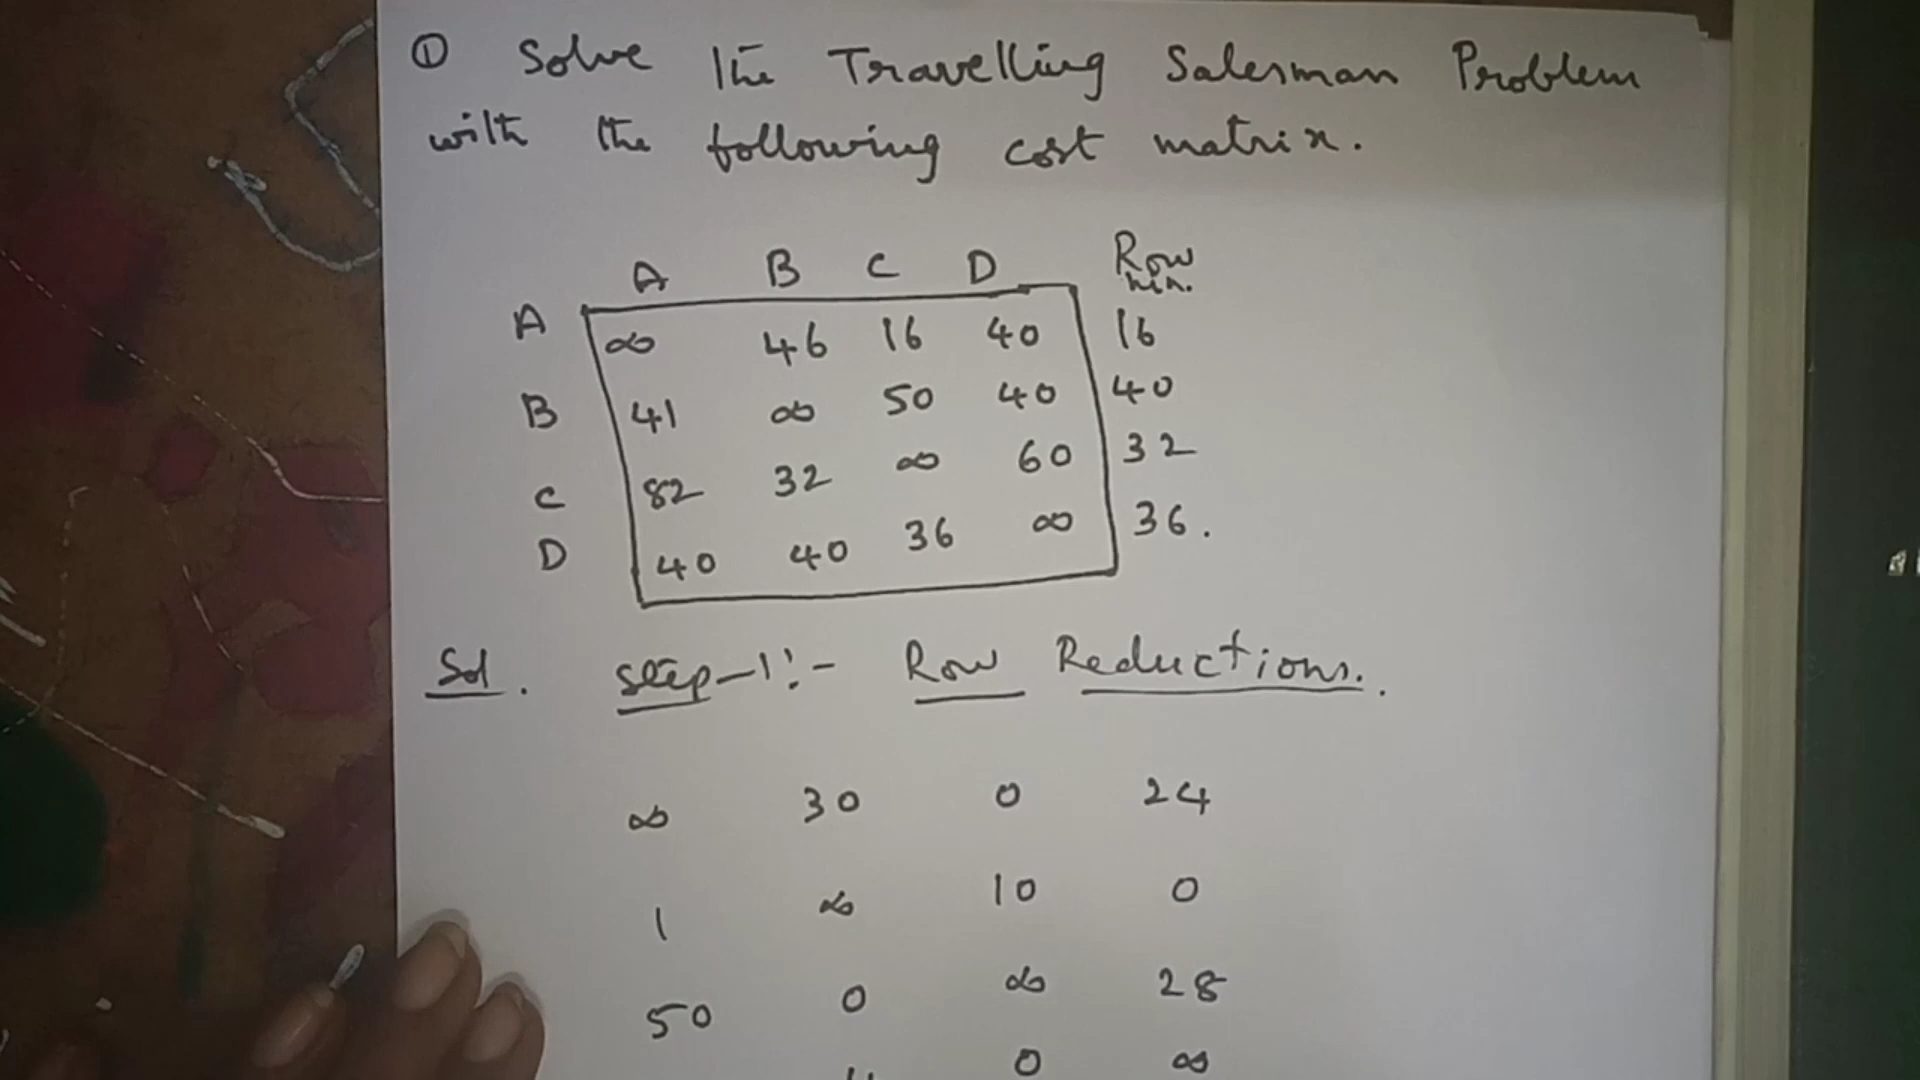 ① Solve the Travelling Salesman Problem
with the following cost matrix.
A B C D Row min.
A ∞ 46 16 40 16
B 41 ∞ 50 40 40
C 82 32 ∞ 60 32
D 40 40 36 ∞ 36.
Sol. Step-1:- Row Reductions.
∞ 30 0 24
1 ∞ 10 0
50 0 ∞ 28
0 ∞